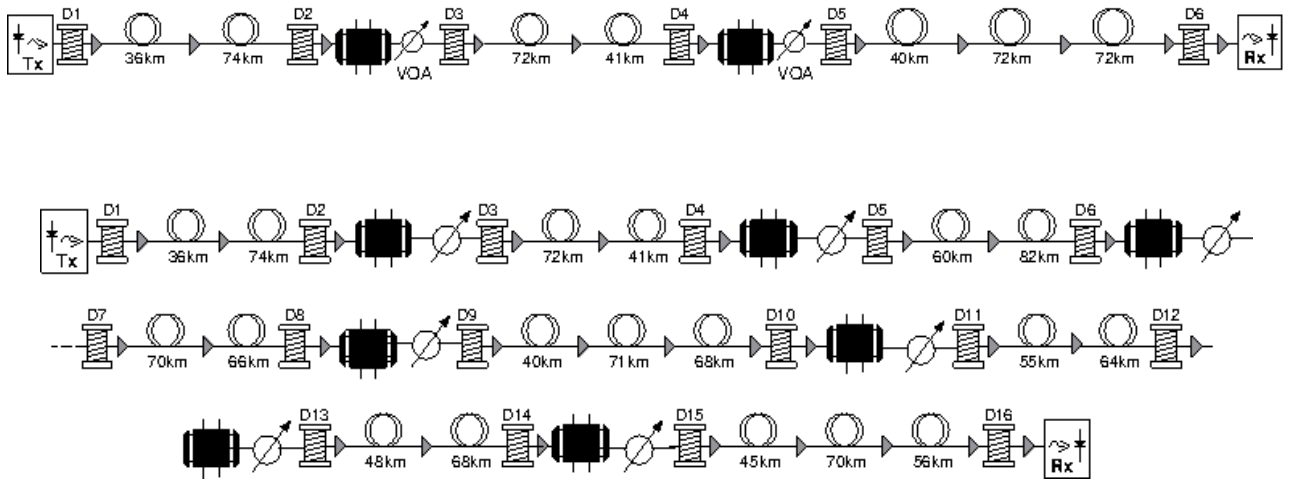 D1 D2 D3 D4 D5 D6
Tx 36km 74km VOA 72km 41km VOA 40km 72km 72km Rx
D1 D2 D3 D4 D5 D6
Tx 36km 74km 72km 41km 60km 82km
D7 D8 D9 D10 D11 D12
70km 66km 40km 71km 68km 55km 64km
D13 D14 D15 D16
48km 68km 45km 70km 56km Rx